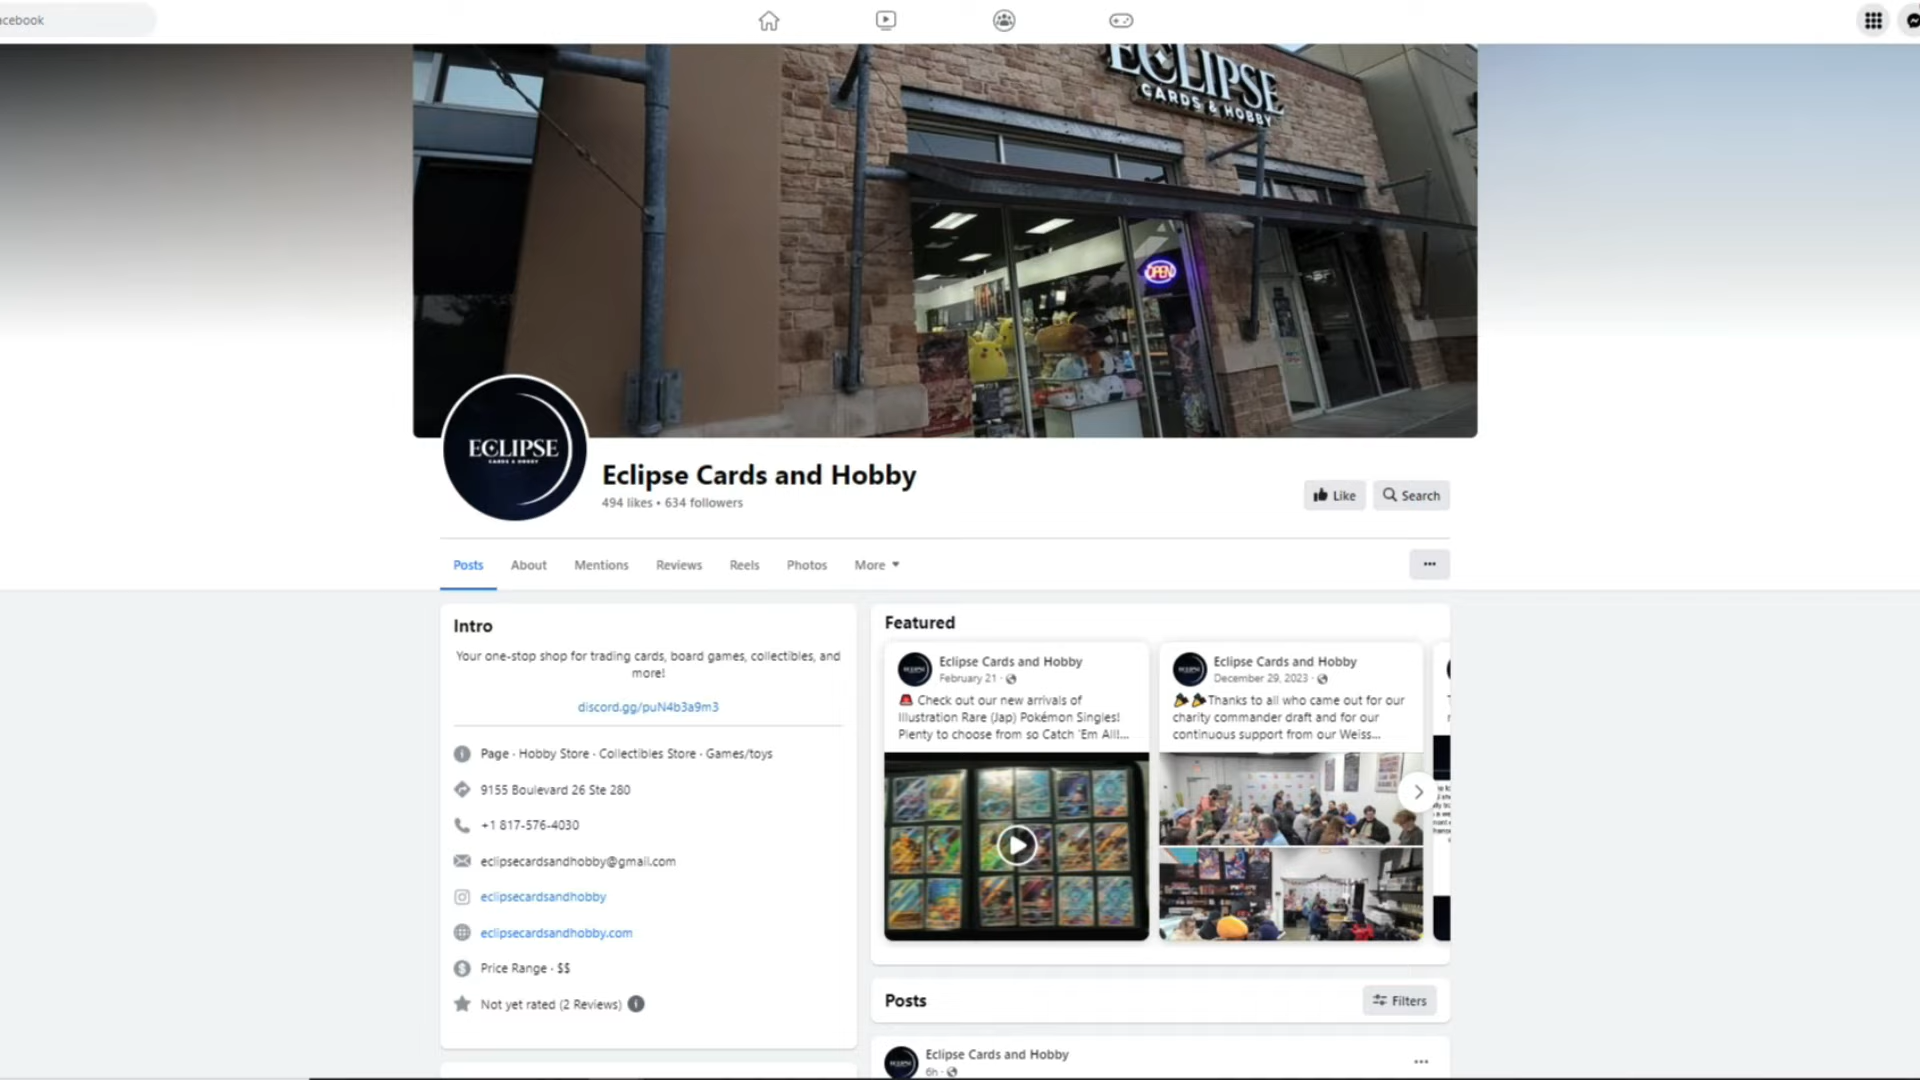 acebook
ECLIPSE
CARDS & HOBBY
OPEN
ECLIPSE
CARDS & HOBBY
Eclipse Cards and Hobby
494 likes • 634 followers
Like
Search
Posts
About
Mentions
Reviews
Reels
Photos
More
Intro
Your one-stop shop for trading cards, board games, collectibles, and
more!
discord.gg/puN4b3a9m3
Page · Hobby Store · Collectibles Store · Games/toys
9155 Boulevard 26 Ste 280
+1 817-576-4030
eclipsecardsandhobby@gmail.com
eclipsecardsandhobby
eclipsecardsandhobby.com
Price Range · $$
Not yet rated (2 Reviews)
Featured
Eclipse Cards and Hobby
February 21 ·
🚨 Check out our new arrivals of
Illustration Rare (Jap) Pokémon Singles!
Plenty to choose from so Catch 'Em All!...
Eclipse Cards and Hobby
December 29, 2023 ·
🎉🎉Thanks to all who came out for our
charity commander draft and for our
continuous support from our Weiss...
Posts
Filters
Eclipse Cards and Hobby
6h ·